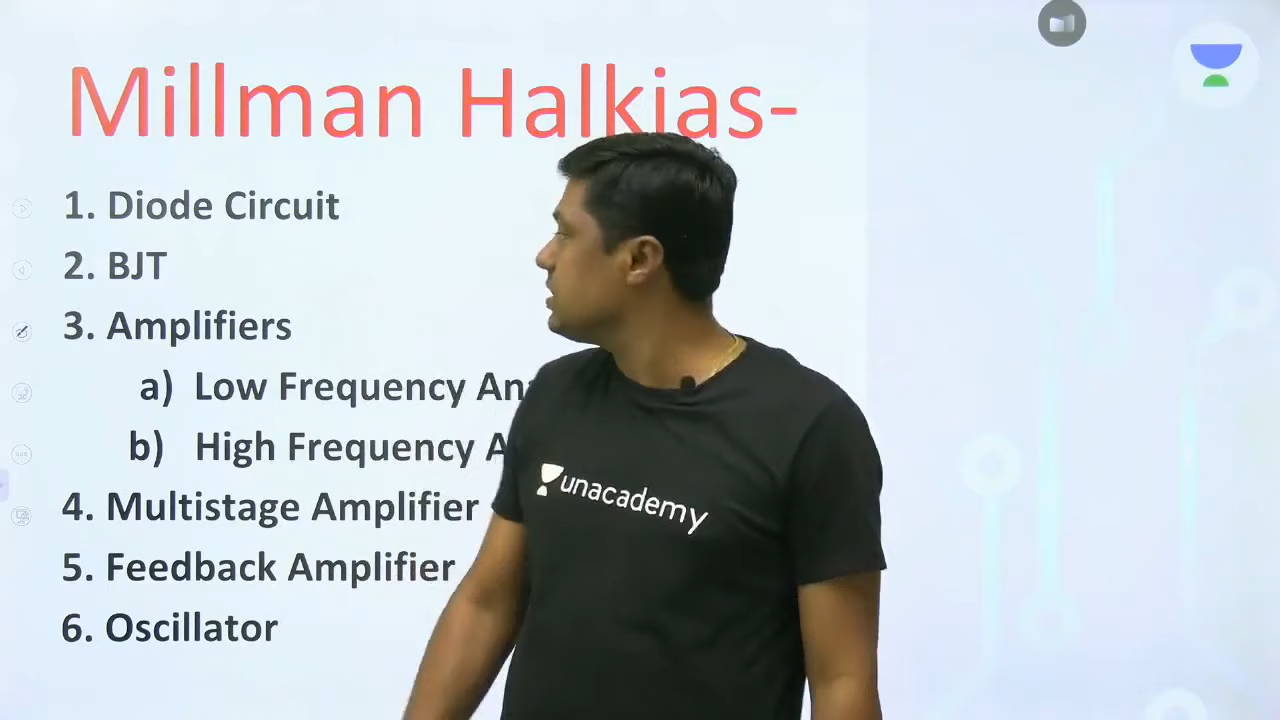 Millman Halkias-
1. Diode Circuit
2. BJT
3. Amplifiers
a) Low Frequency
b) High Frequency
4. Multistage Amplifier
5. Feedback Amplifier
6. Oscillator
unacademy